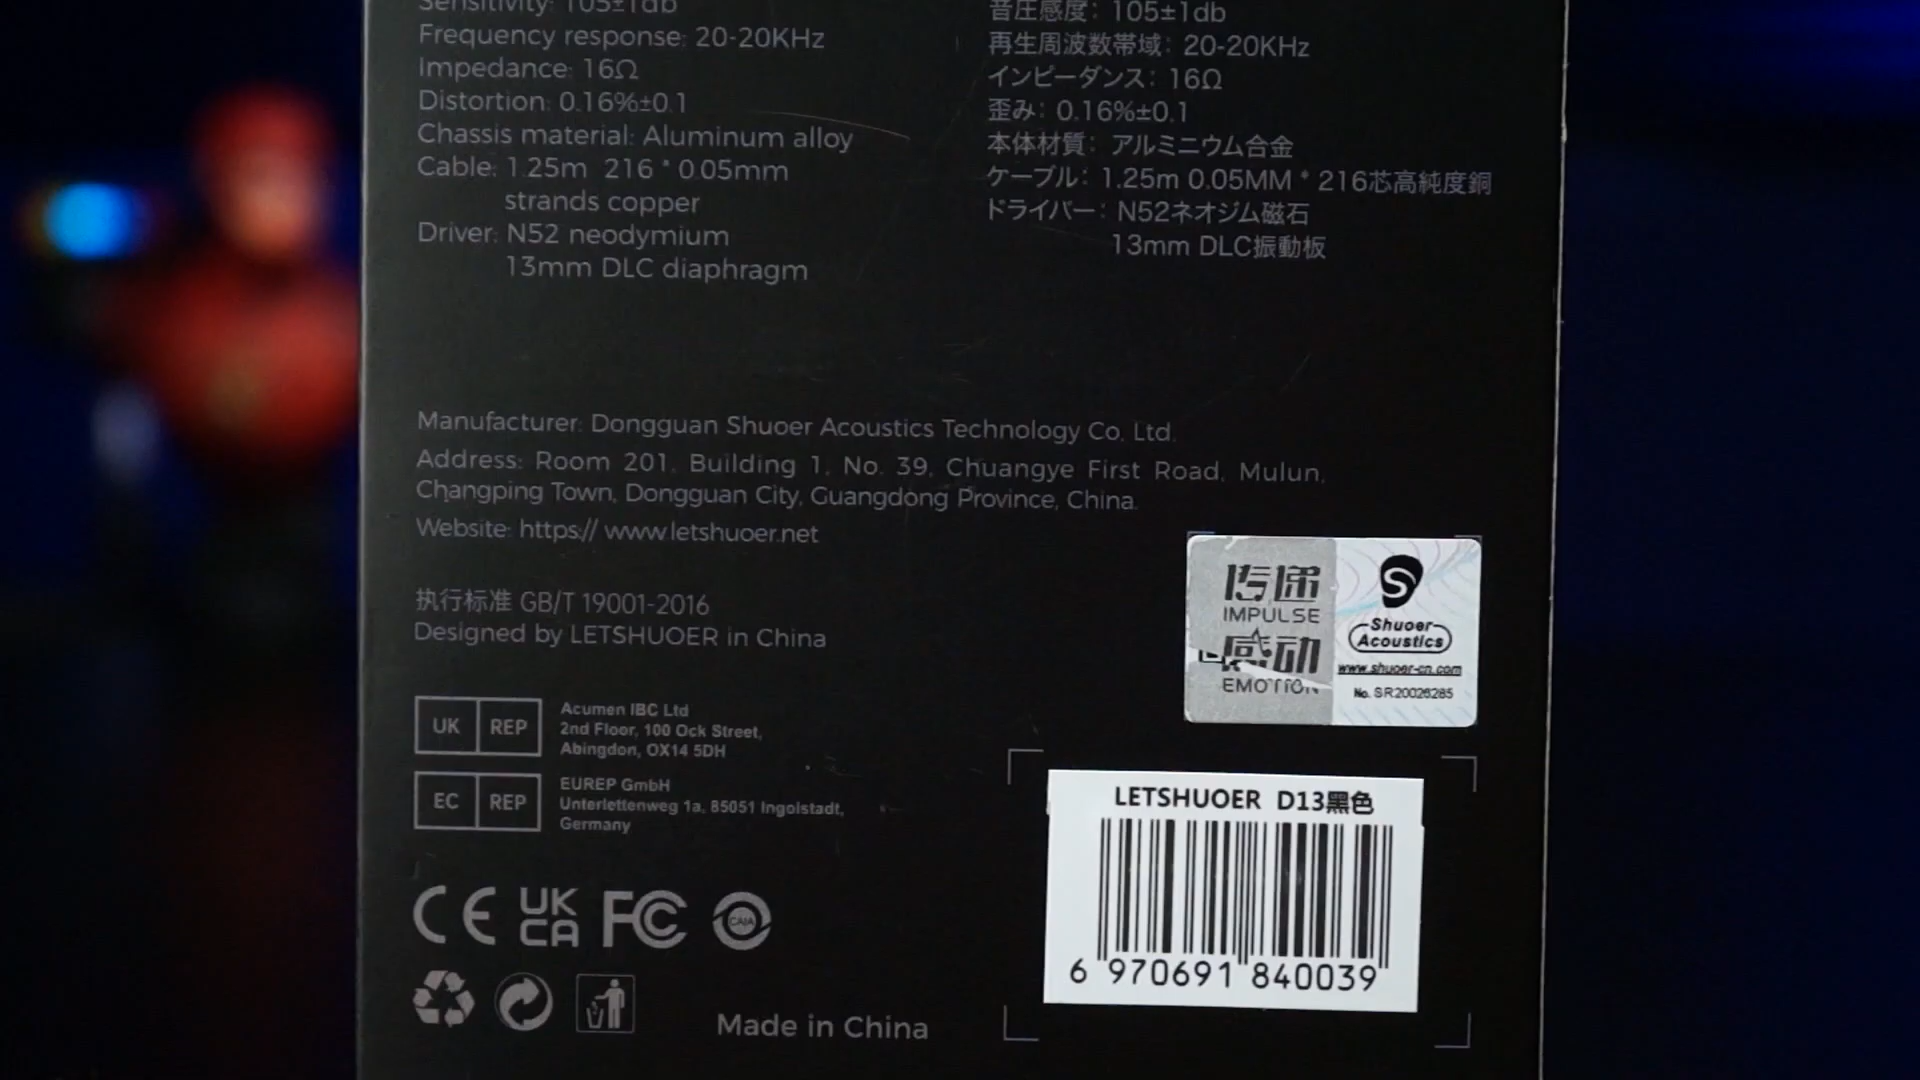 Sensitivity: 105±1db
Frequency response: 20-20KHz
Impedance: 16Ω
Distortion: 0.16%±0.1
Chassis material: Aluminum alloy
Cable: 1.25m 216 * 0.05mm
strands copper
Driver: N52 neodymium
13mm DLC diaphragm
音圧感度: 105±1db
再生周波数帯域: 20-20KHz
インピーダンス: 16Ω
歪み: 0.16%±0.1
本体材質: アルミニウム合金
ケーブル: 1.25m 0.05MM * 216芯高純度銅
ドライバー: N52ネオジム磁石
13mm DLC振動板
Manufacturer: Dongguan Shuoer Acoustics Technology Co. Ltd.
Address: Room 201, Building 1, No. 39, Chuangye First Road, Mulun,
Changping Town, Dongguan City, Guangdong Province, China.
Website: https// www.letshuoer.net
执行标准 GB/T 19001-2016
Designed by LETSHUOER in China
传递
IMPULSE
感动
EMOTION
Shuoer
Acoustics
www.shuoer-cn.com
No. SR20026285
UK REP
Acumen IBC Ltd
2nd Floor, 100 Ock Street,
Abingdon, OX14 5DH
EC REP
EUREP GmbH
Unterlettenweg 1a, 85051 Ingolstadt,
Germany
LETSHUOER D13黑色
6 970691 840039
CE UK CA FC CAIA
Made in China